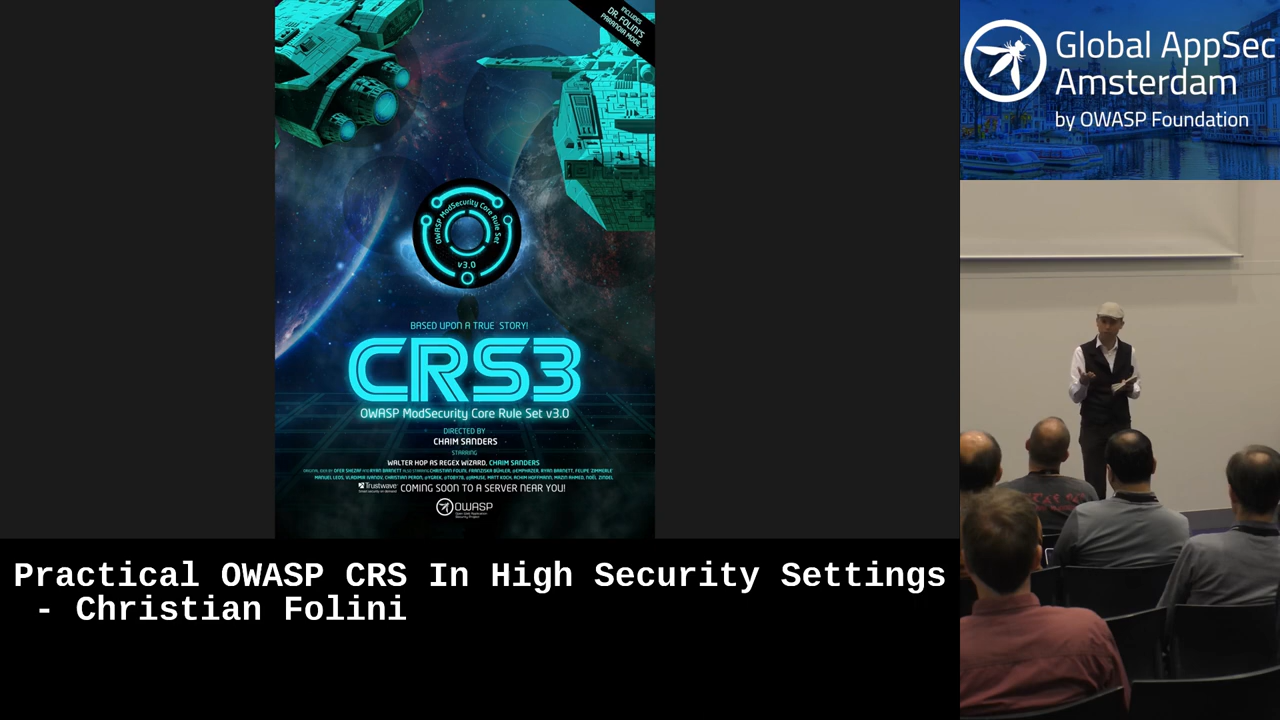 INCLUDES
DR. FOLINI'S
PARANOIA MODE
OWASP ModSecurity Core Rule Set
v3.0
BASED UPON A TRUE STORY!
CRS3
OWASP ModSecurity Core Rule Set v3.0
DIRECTED BY
CHAIM SANDERS
STARRING
WALTER HOP AS REGEX WIZARD, CHAIM SANDERS
Trustwave COMING SOON TO A SERVER NEAR YOU!
OWASP
Practical OWASP CRS In High Security Settings
- Christian Folini
Global AppSec
Amsterdam
by OWASP Foundation